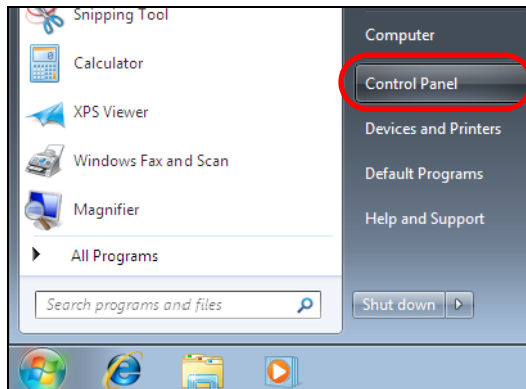 Snipping Tool
Calculator
XPS Viewer
Windows Fax and Scan
Magnifier
All Programs
Search programs and files
Computer
Control Panel
Devices and Printers
Default Programs
Help and Support
Shut down